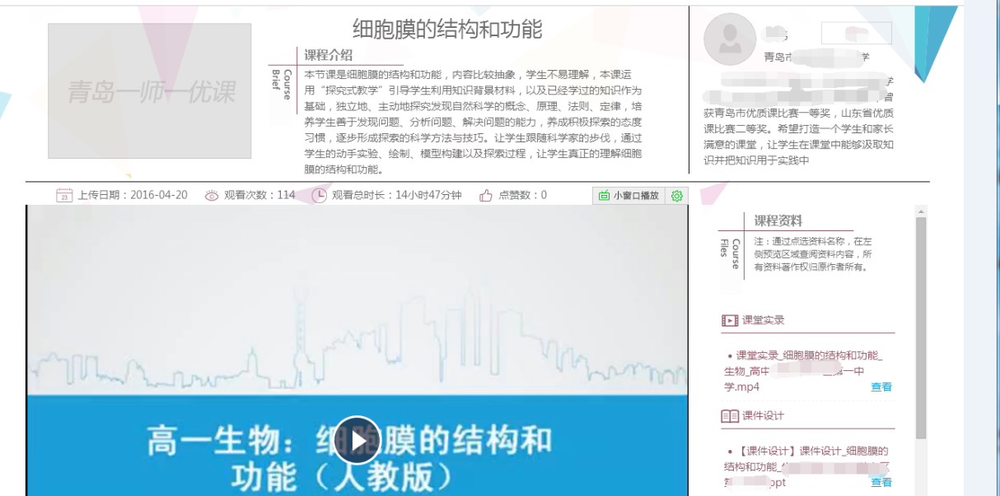 细胞膜的结构和功能
青岛一师一优课
课程介绍
Course
Brief
本节课是细胞膜的结构和功能，内容比较抽象，学生不易理解，本课运
用“探究式教学”引导学生利用知识背景材料，以及已经学过的知识作为
基础，独立地、主动地探究发现自然科学的概念、原理、法则、定律，培
养学生善于发现问题、分析问题、解决问题的能力，养成积极探索的态度
习惯，逐步形成探索的科学方法与技巧。让学生跟随科学家的步伐，通过
学生的动手实验、绘制、模型构建以及探索过程，让学生真正的理解细胞
膜的结构和功能。
青岛市
学
学
曾
获青岛市优质课比赛一等奖，山东省优质
课比赛二等奖。希望打造一个学生和家长
满意的课堂，让学生在课堂中能够汲取知
识并把知识用于实践中
23 上传日期：2016-04-20 观看次数：114 观看总时长：14小时47分钟 点赞数：0 小窗口播放
高一生物：细胞膜的结构和
功能（人教版）
课程资料
Course
Files
注：通过点选资料名称，在左
侧预览区域查阅资料内容，所
有资料著作权归原作者所有。
课堂实录
• 课堂实录_细胞膜的结构和功能_
生物_高中 第一中
学.mp4 查看
课件设计
• 【课件设计】课件设计_细胞膜的
结构和功能_ 区
第 ppt 查看